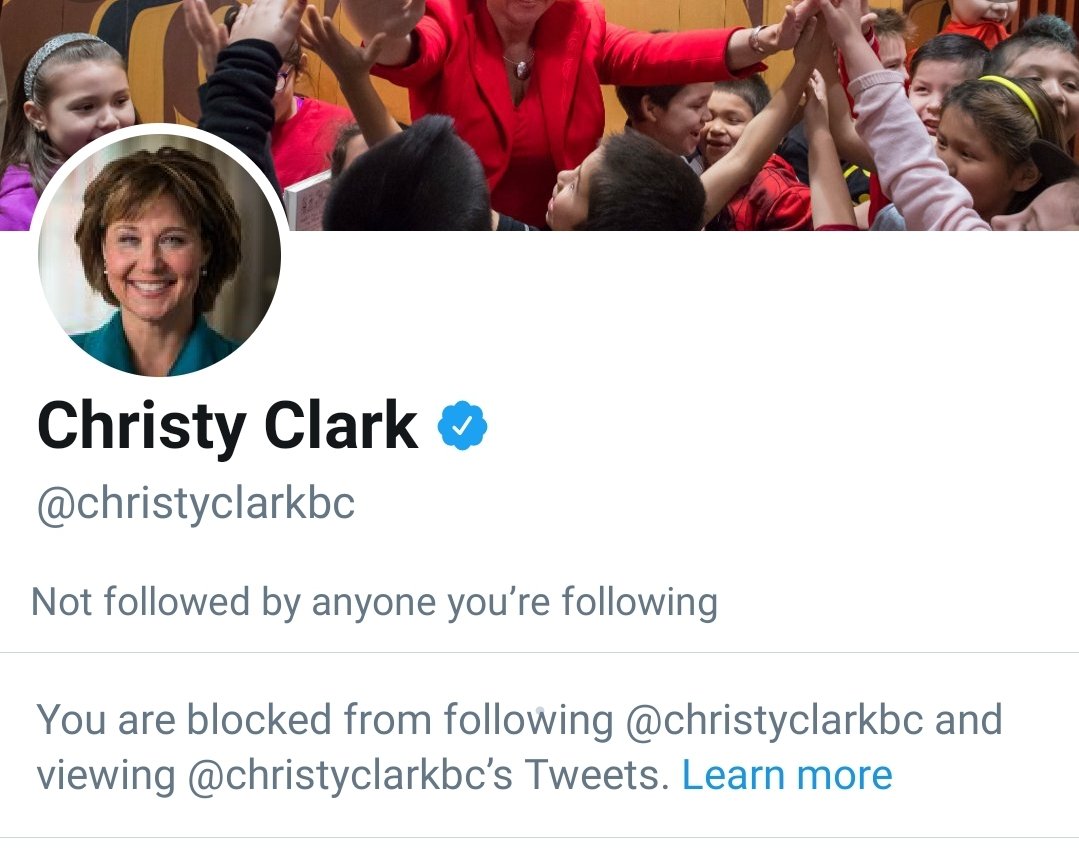 Christy Clark
@christyclarkbc
Not followed by anyone you’re following
You are blocked from following @christyclarkbc and
viewing @christyclarkbc’s Tweets. Learn more